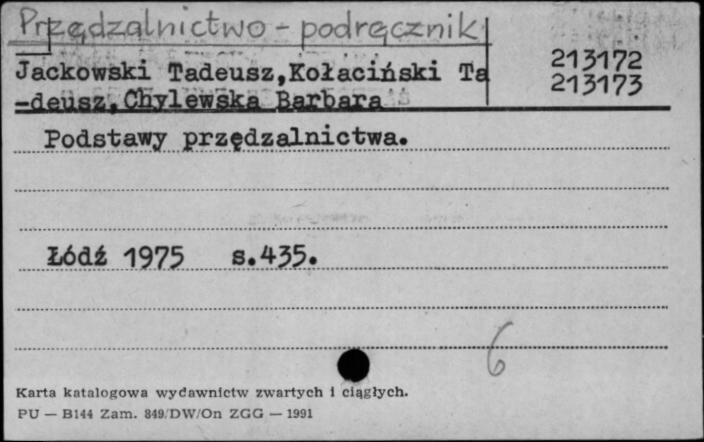 Przędzalnictwo - podręcznik
Jackowski Tadeusz,Kołaciński Ta
-deusz,Chylewska Barbara
213172
213173
Podstawy przędzalnictwa.
Łódź 1975 s.435.
6
Karta katalogowa wydawnictw zwartych i ciągłych.
PU — B144 Zam. 849/DW/On ZGG — 1991